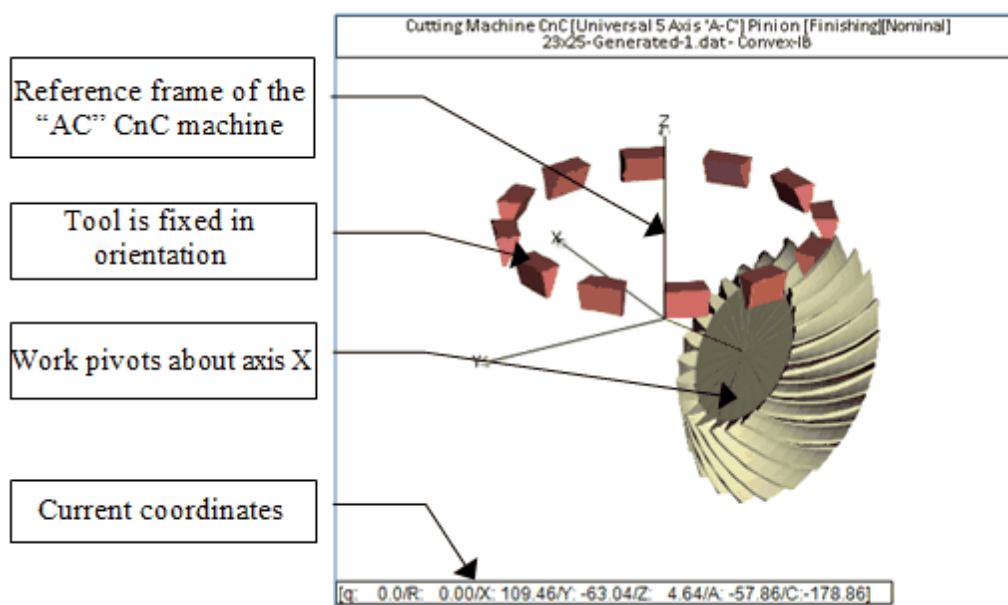 Cutting Machine CnC [Universal 5 Axis "A-C"] Pinion [Finishing][Nominal]
23x25-Generated-1.dat - Convex-IB
Reference frame of the
“AC” CnC machine
Tool is fixed in
orientation
Work pivots about axis X
Current coordinates
Z
X
Y
[q: 0.0/R: 0.00/X: 109.46/Y: -63.04/Z: 4.64/A: -57.86/C:-178.86]